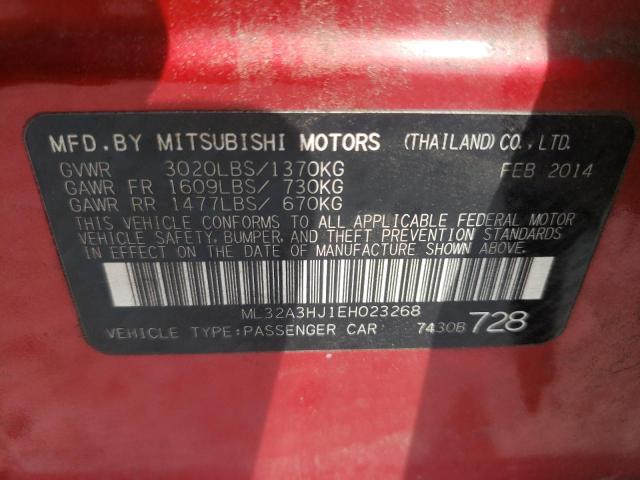 MFD. BY MITSUBISHI MOTORS (THAILAND) CO., LTD.
GVWR 3020LBS/1370KG FEB 2014
GAWR FR 1609LBS/ 730KG
GAWR RR 1477LBS/ 670KG
THIS VEHICLE CONFORMS TO ALL APPLICABLE FEDERAL MOTOR
VEHICLE SAFETY, BUMPER, AND THEFT PREVENTION STANDARDS
IN EFFECT ON THE DATE OF MANUFACTURE SHOWN ABOVE.
ML32A3HJ1EH023268
VEHICLE TYPE:PASSENGER CAR 7430B 728